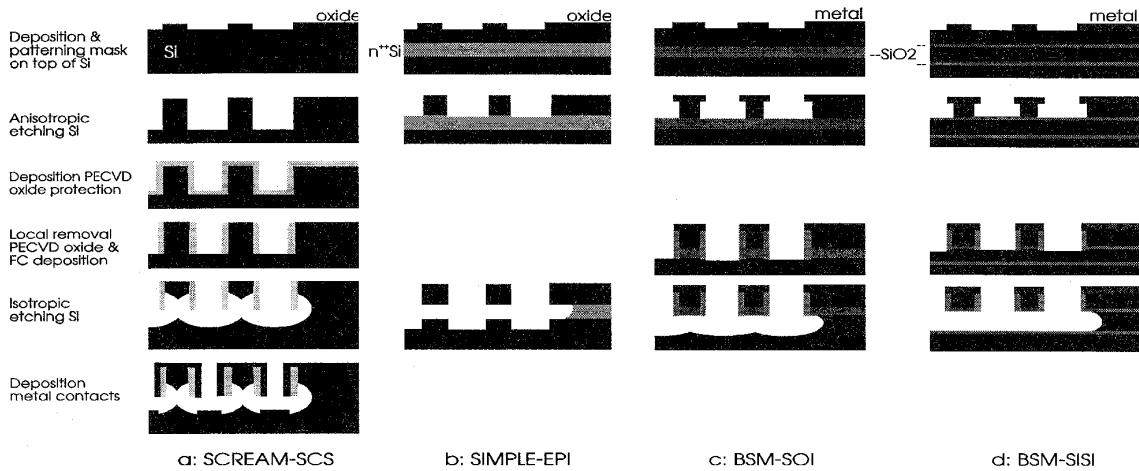 oxide
oxide
metal
metal
Deposition &
patterning mask
on top of Si
Si
n++Si
--SiO2--
--
Anisotropic
etching Si
Deposition PECVD
oxide protection
Local removal
PECVD oxide &
FC deposition
Isotropic
etching Si
Deposition
metal contacts
a: SCREAM-SCS
b: SIMPLE-EPI
c: BSM-SOI
d: BSM-SISI